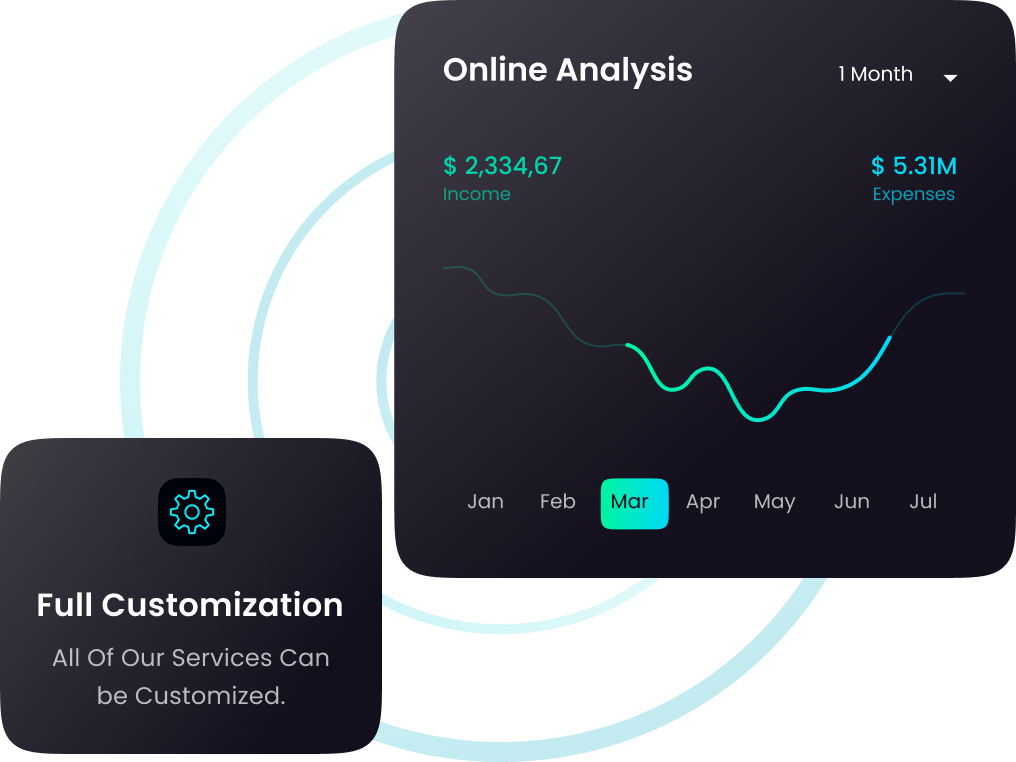 Online Analysis
1 Month
$ 2,334,67
Income
$ 5.31M
Expenses
Jan Feb Mar Apr May Jun Jul
Full Customization
All Of Our Services Can
be Customized.